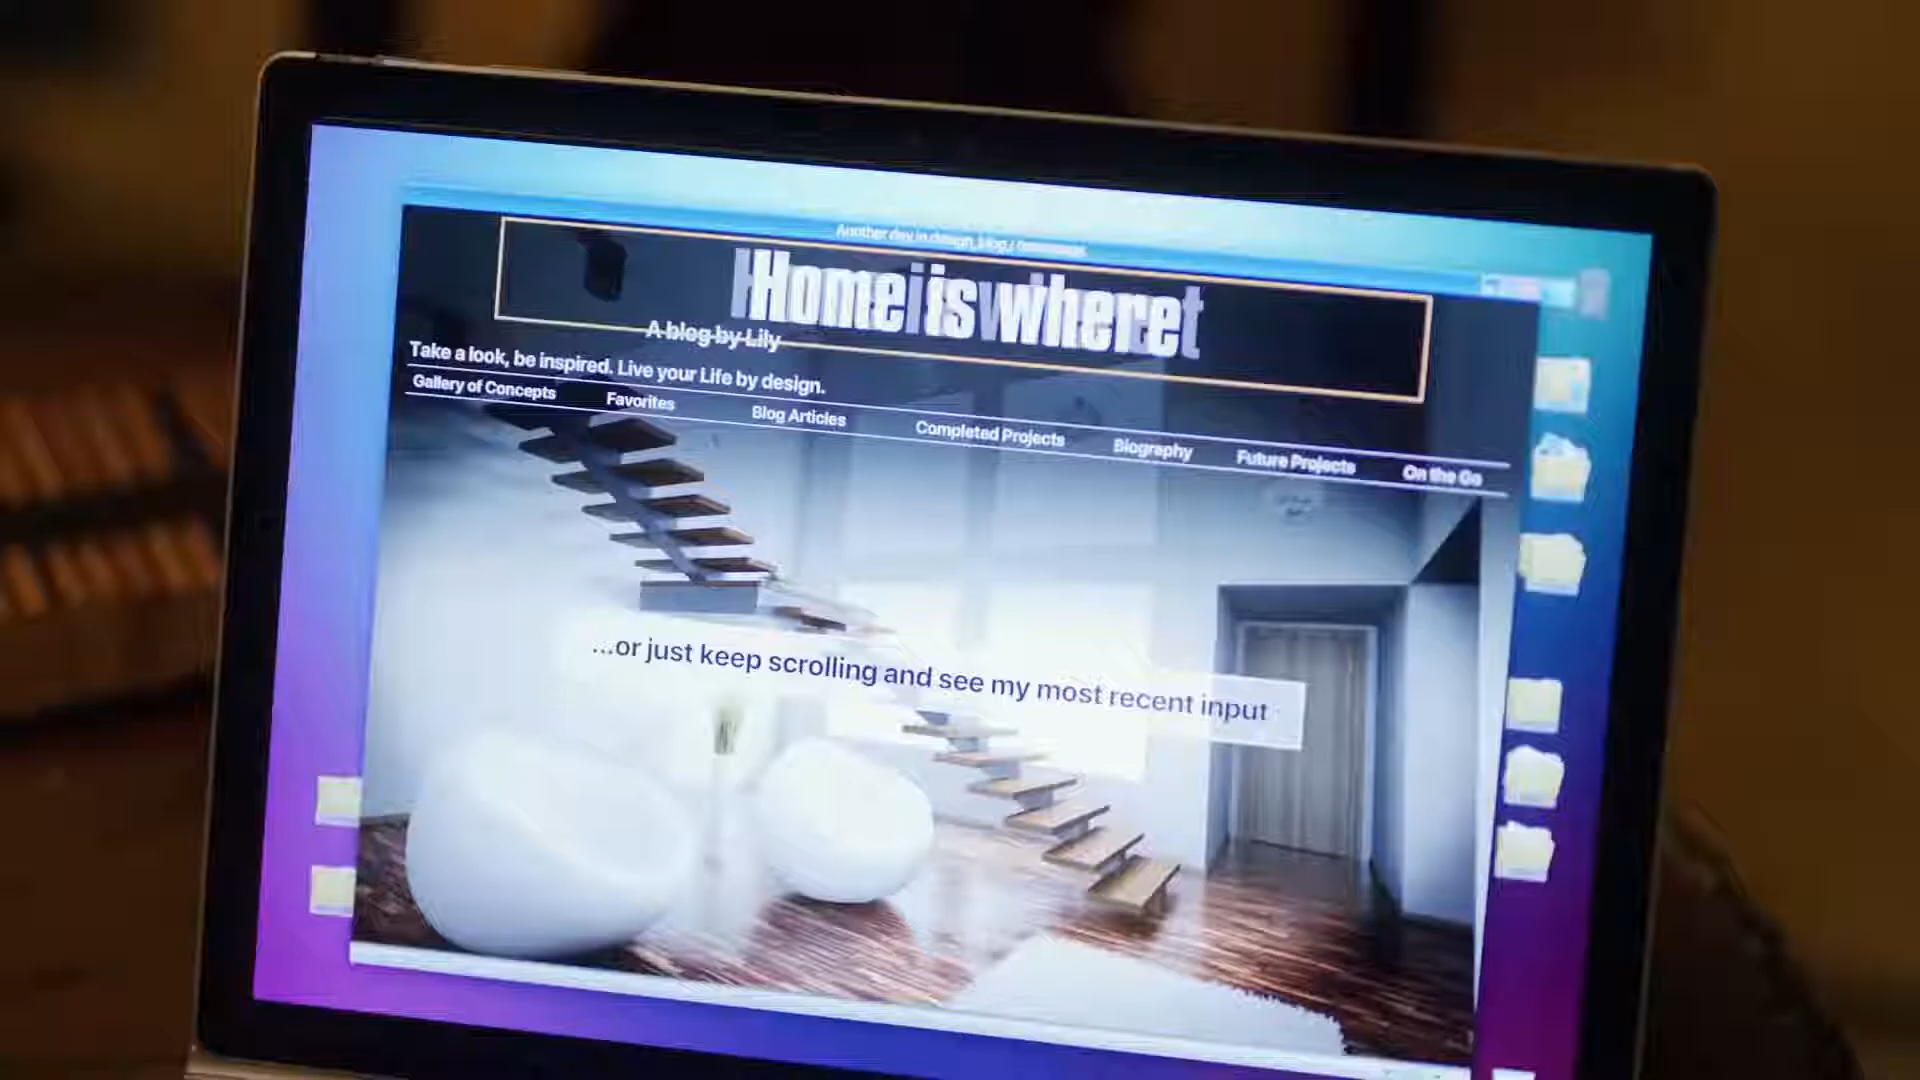 Another day in design, blog /
Home is where
A blog by Lily
Take a look, be inspired. Live your Life by design.
Gallery of Concepts Favorites Blog Articles Completed Projects Biography Future Projects On the Go
...or just keep scrolling and see my most recent input